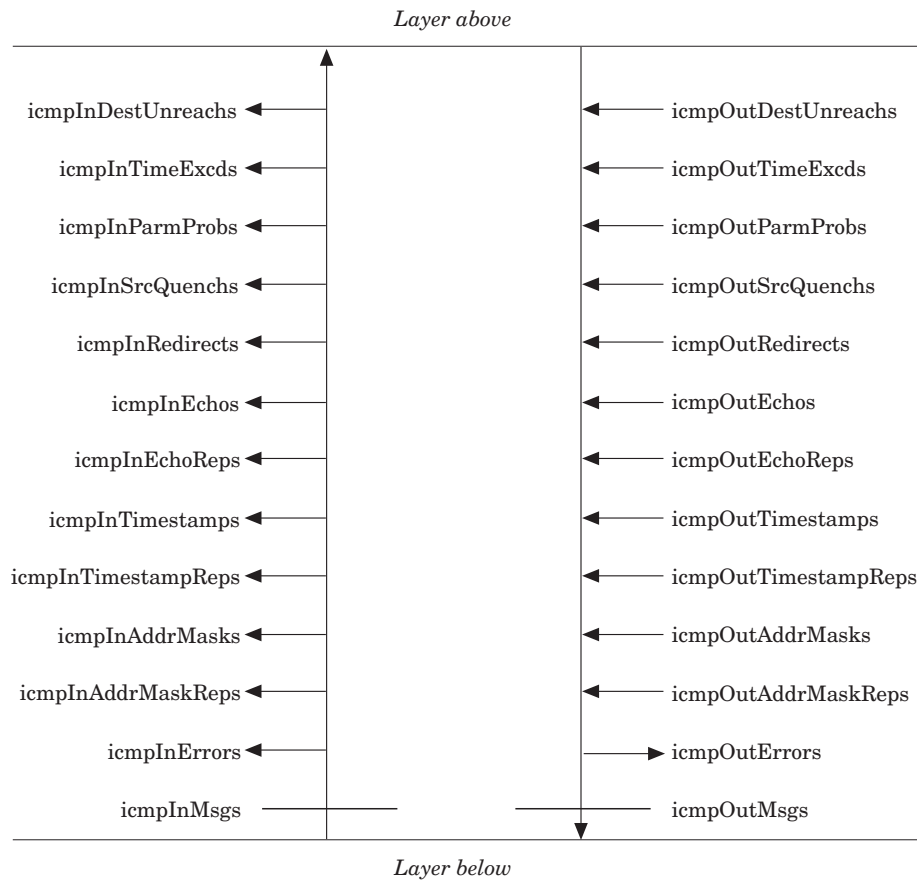 Layer above
icmpInDestUnreachs icmpOutDestUnreachs
icmpInTimeExcds icmpOutTimeExcds
icmpInParmProbs icmpOutParmProbs
icmpInSrcQuenchs icmpOutSrcQuenchs
icmpInRedirects icmpOutRedirects
icmpInEchos icmpOutEchos
icmpInEchoReps icmpOutEchoReps
icmpInTimestamps icmpOutTimestamps
icmpInTimestampReps icmpOutTimestampReps
icmpInAddrMasks icmpOutAddrMasks
icmpInAddrMaskReps icmpOutAddrMaskReps
icmpInErrors icmpOutErrors
icmpInMsgs icmpOutMsgs
Layer below